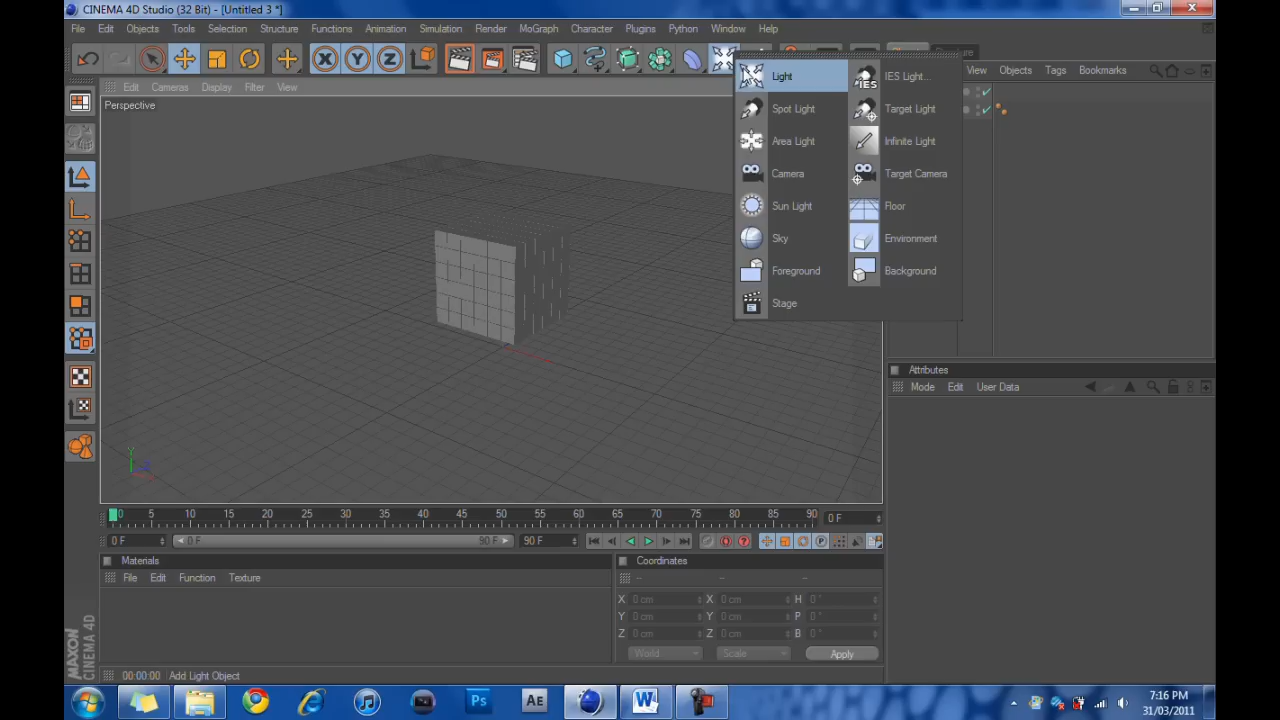 CINEMA 4D Studio (32 Bit) - [Untitled 3 *]
File Edit Objects Tools Selection Structure Functions Animation Simulation Render MoGraph Character Plugins Python Window Help
X Y Z
View Objects Tags Bookmarks
Edit Cameras Display Filter View
Perspective
Light IES Light...
IES
Spot Light Target Light
Area Light Infinite Light
Camera Target Camera
Sun Light Floor
Sky Environment
Foreground Background
Stage
Attributes
Mode Edit User Data
Y
0 5 10 15 20 25 30 35 40 45 50 55 60 65 70 75 80 85 90 0 F
0 F 0 F 90 F 90 F
Materials
File Edit Function Texture
Coordinates
-- -- --
X 0 cm X 0 cm H 0 °
Y 0 cm Y 0 cm P 0 °
Z 0 cm Z 0 cm B 0 °
World Scale Apply
MAXON CINEMA 4D
00:00:00 Add Light Object
Ps Ae W
7:16 PM
31/03/2011